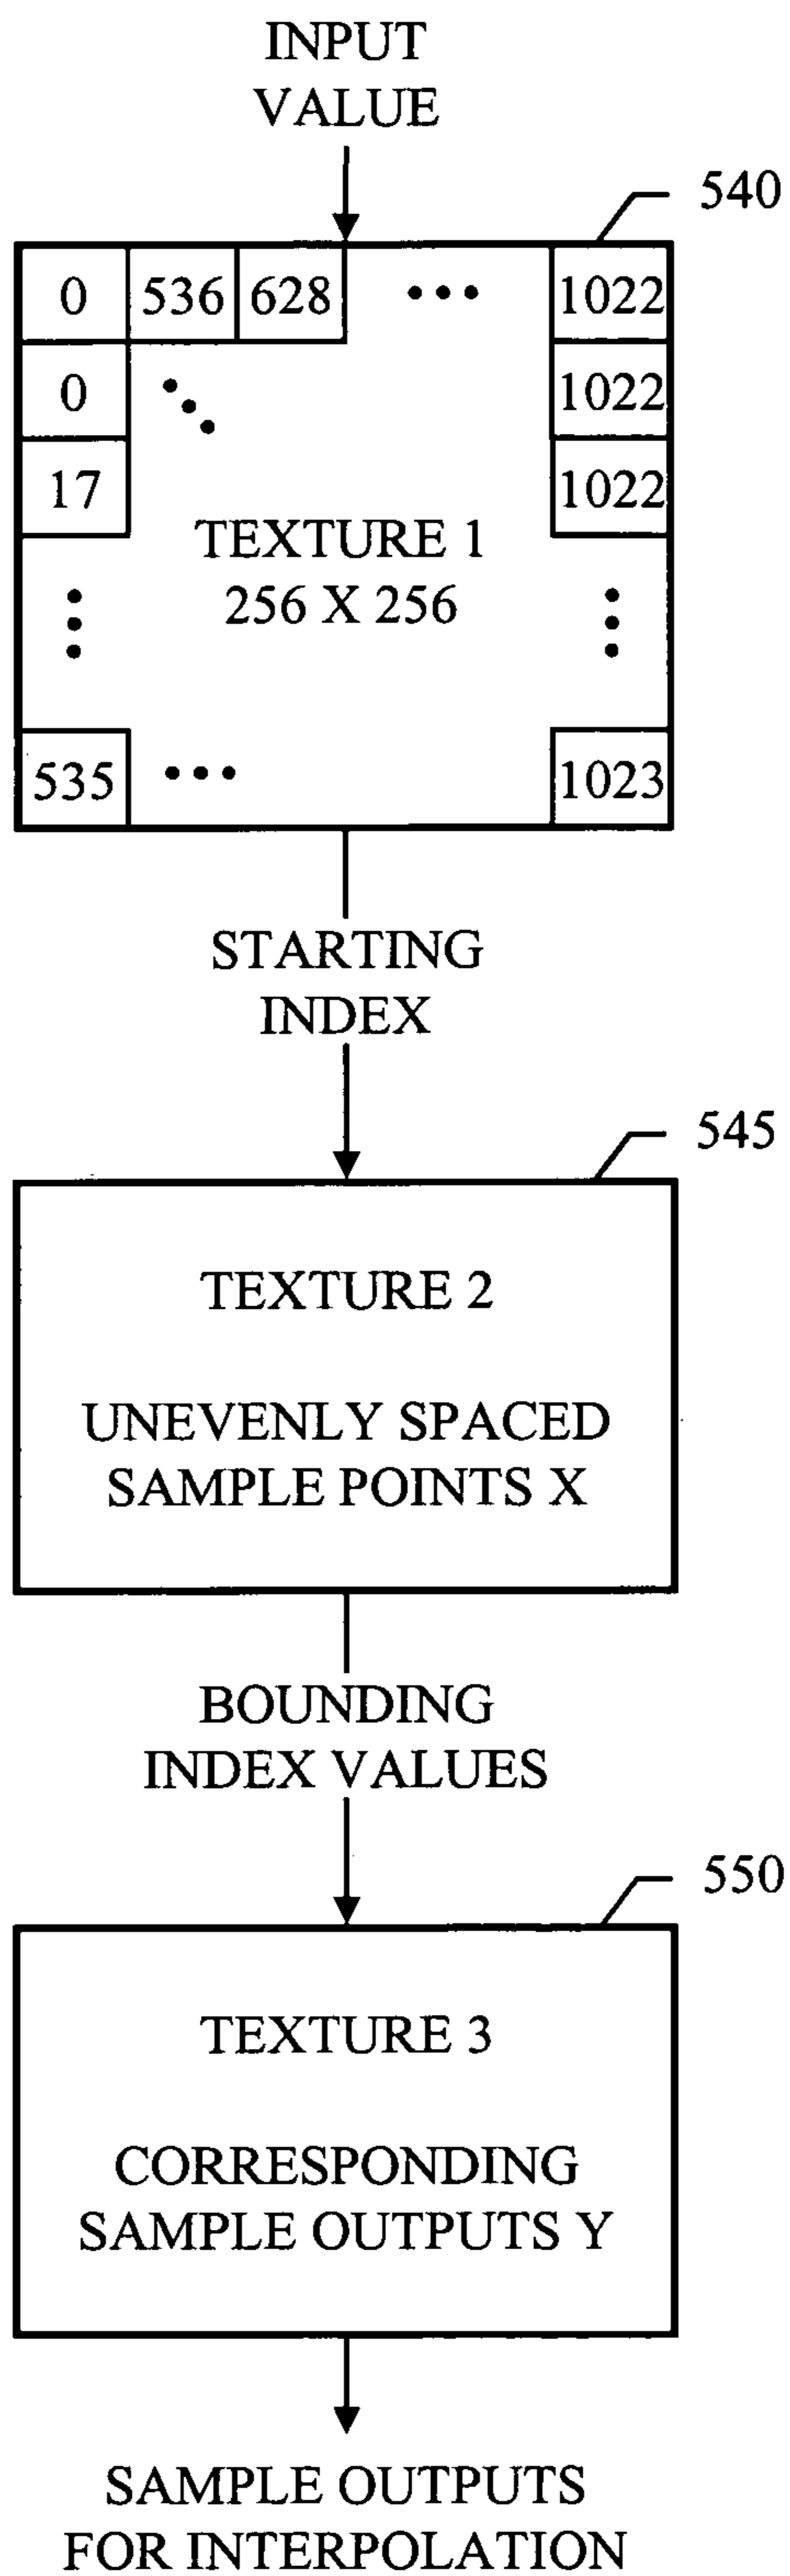 INPUT
VALUE
540
0 536 628 ••• 1022
0 1022
17 1022
TEXTURE 1
256 X 256
535 ••• 1023
STARTING
INDEX
545
TEXTURE 2
UNEVENLY SPACED
SAMPLE POINTS X
BOUNDING
INDEX VALUES
550
TEXTURE 3
CORRESPONDING
SAMPLE OUTPUTS Y
SAMPLE OUTPUTS
FOR INTERPOLATION